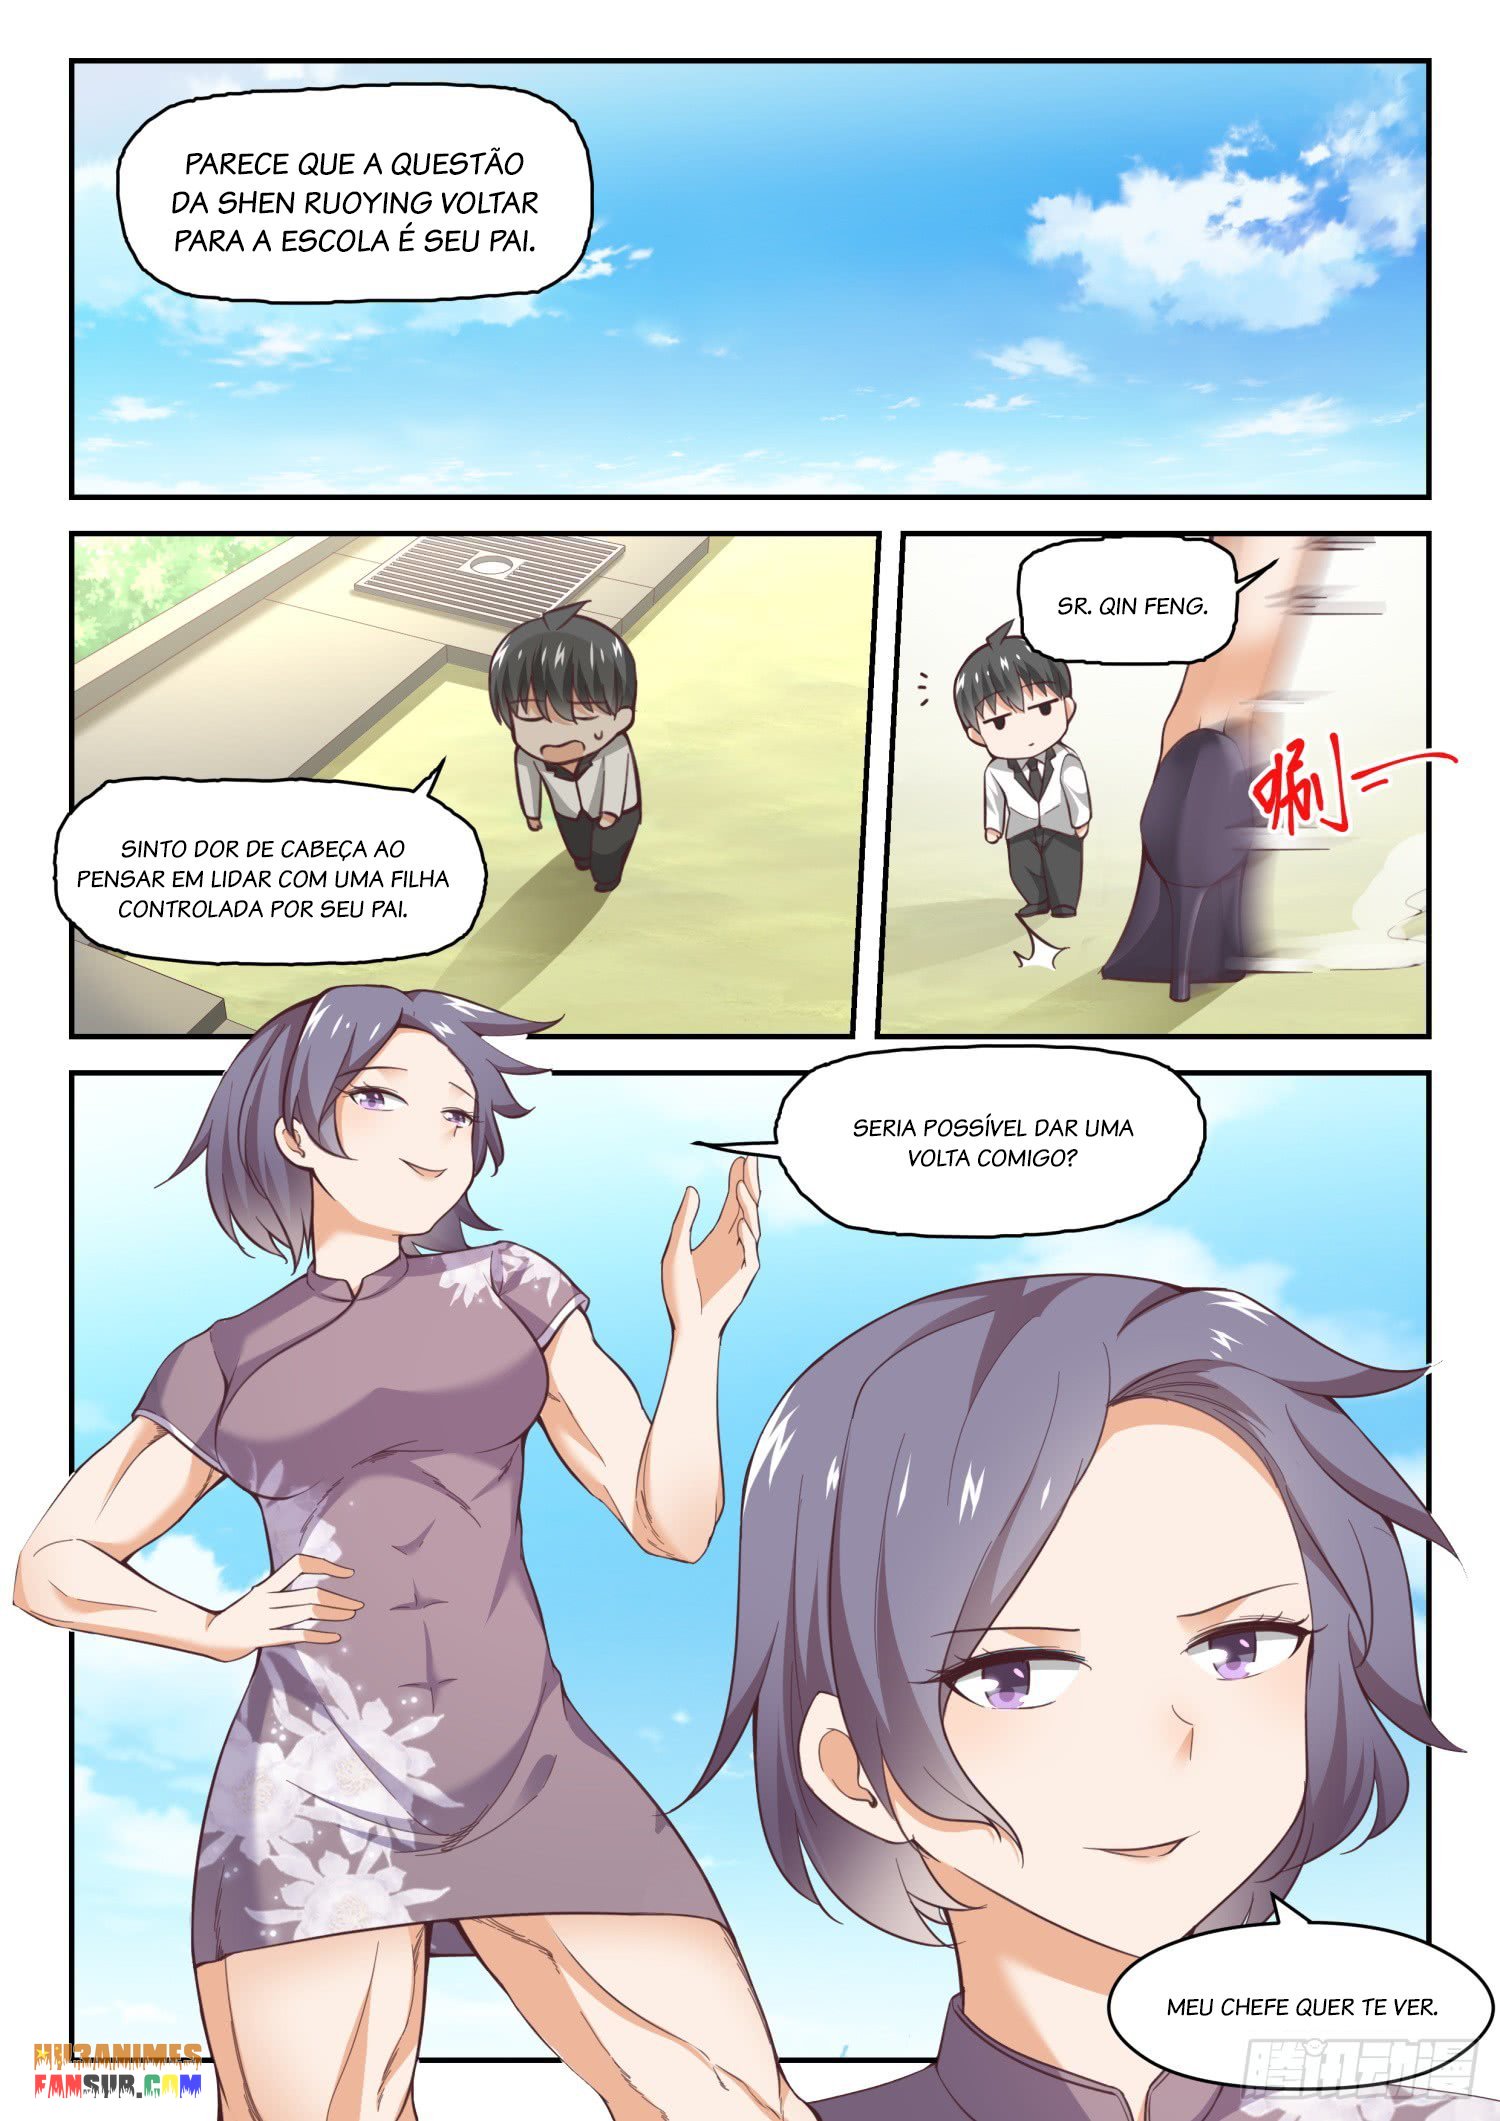 PARECE QUE A QUESTÃO
DA SHEN RUOYING VOLTAR
PARA A ESCOLA É SEU PAI.
SINTO DOR DE CABEÇA AO
PENSAR EM LIDAR COM UMA FILHA
CONTROLADA POR SEU PAI.
SR. QIN FENG.
唰
SERIA POSSÍVEL DAR UMA
VOLTA COMIGO?
MEU CHEFE QUER TE VER.
HU3ANIMES
FANSUB.COM
腾讯动漫